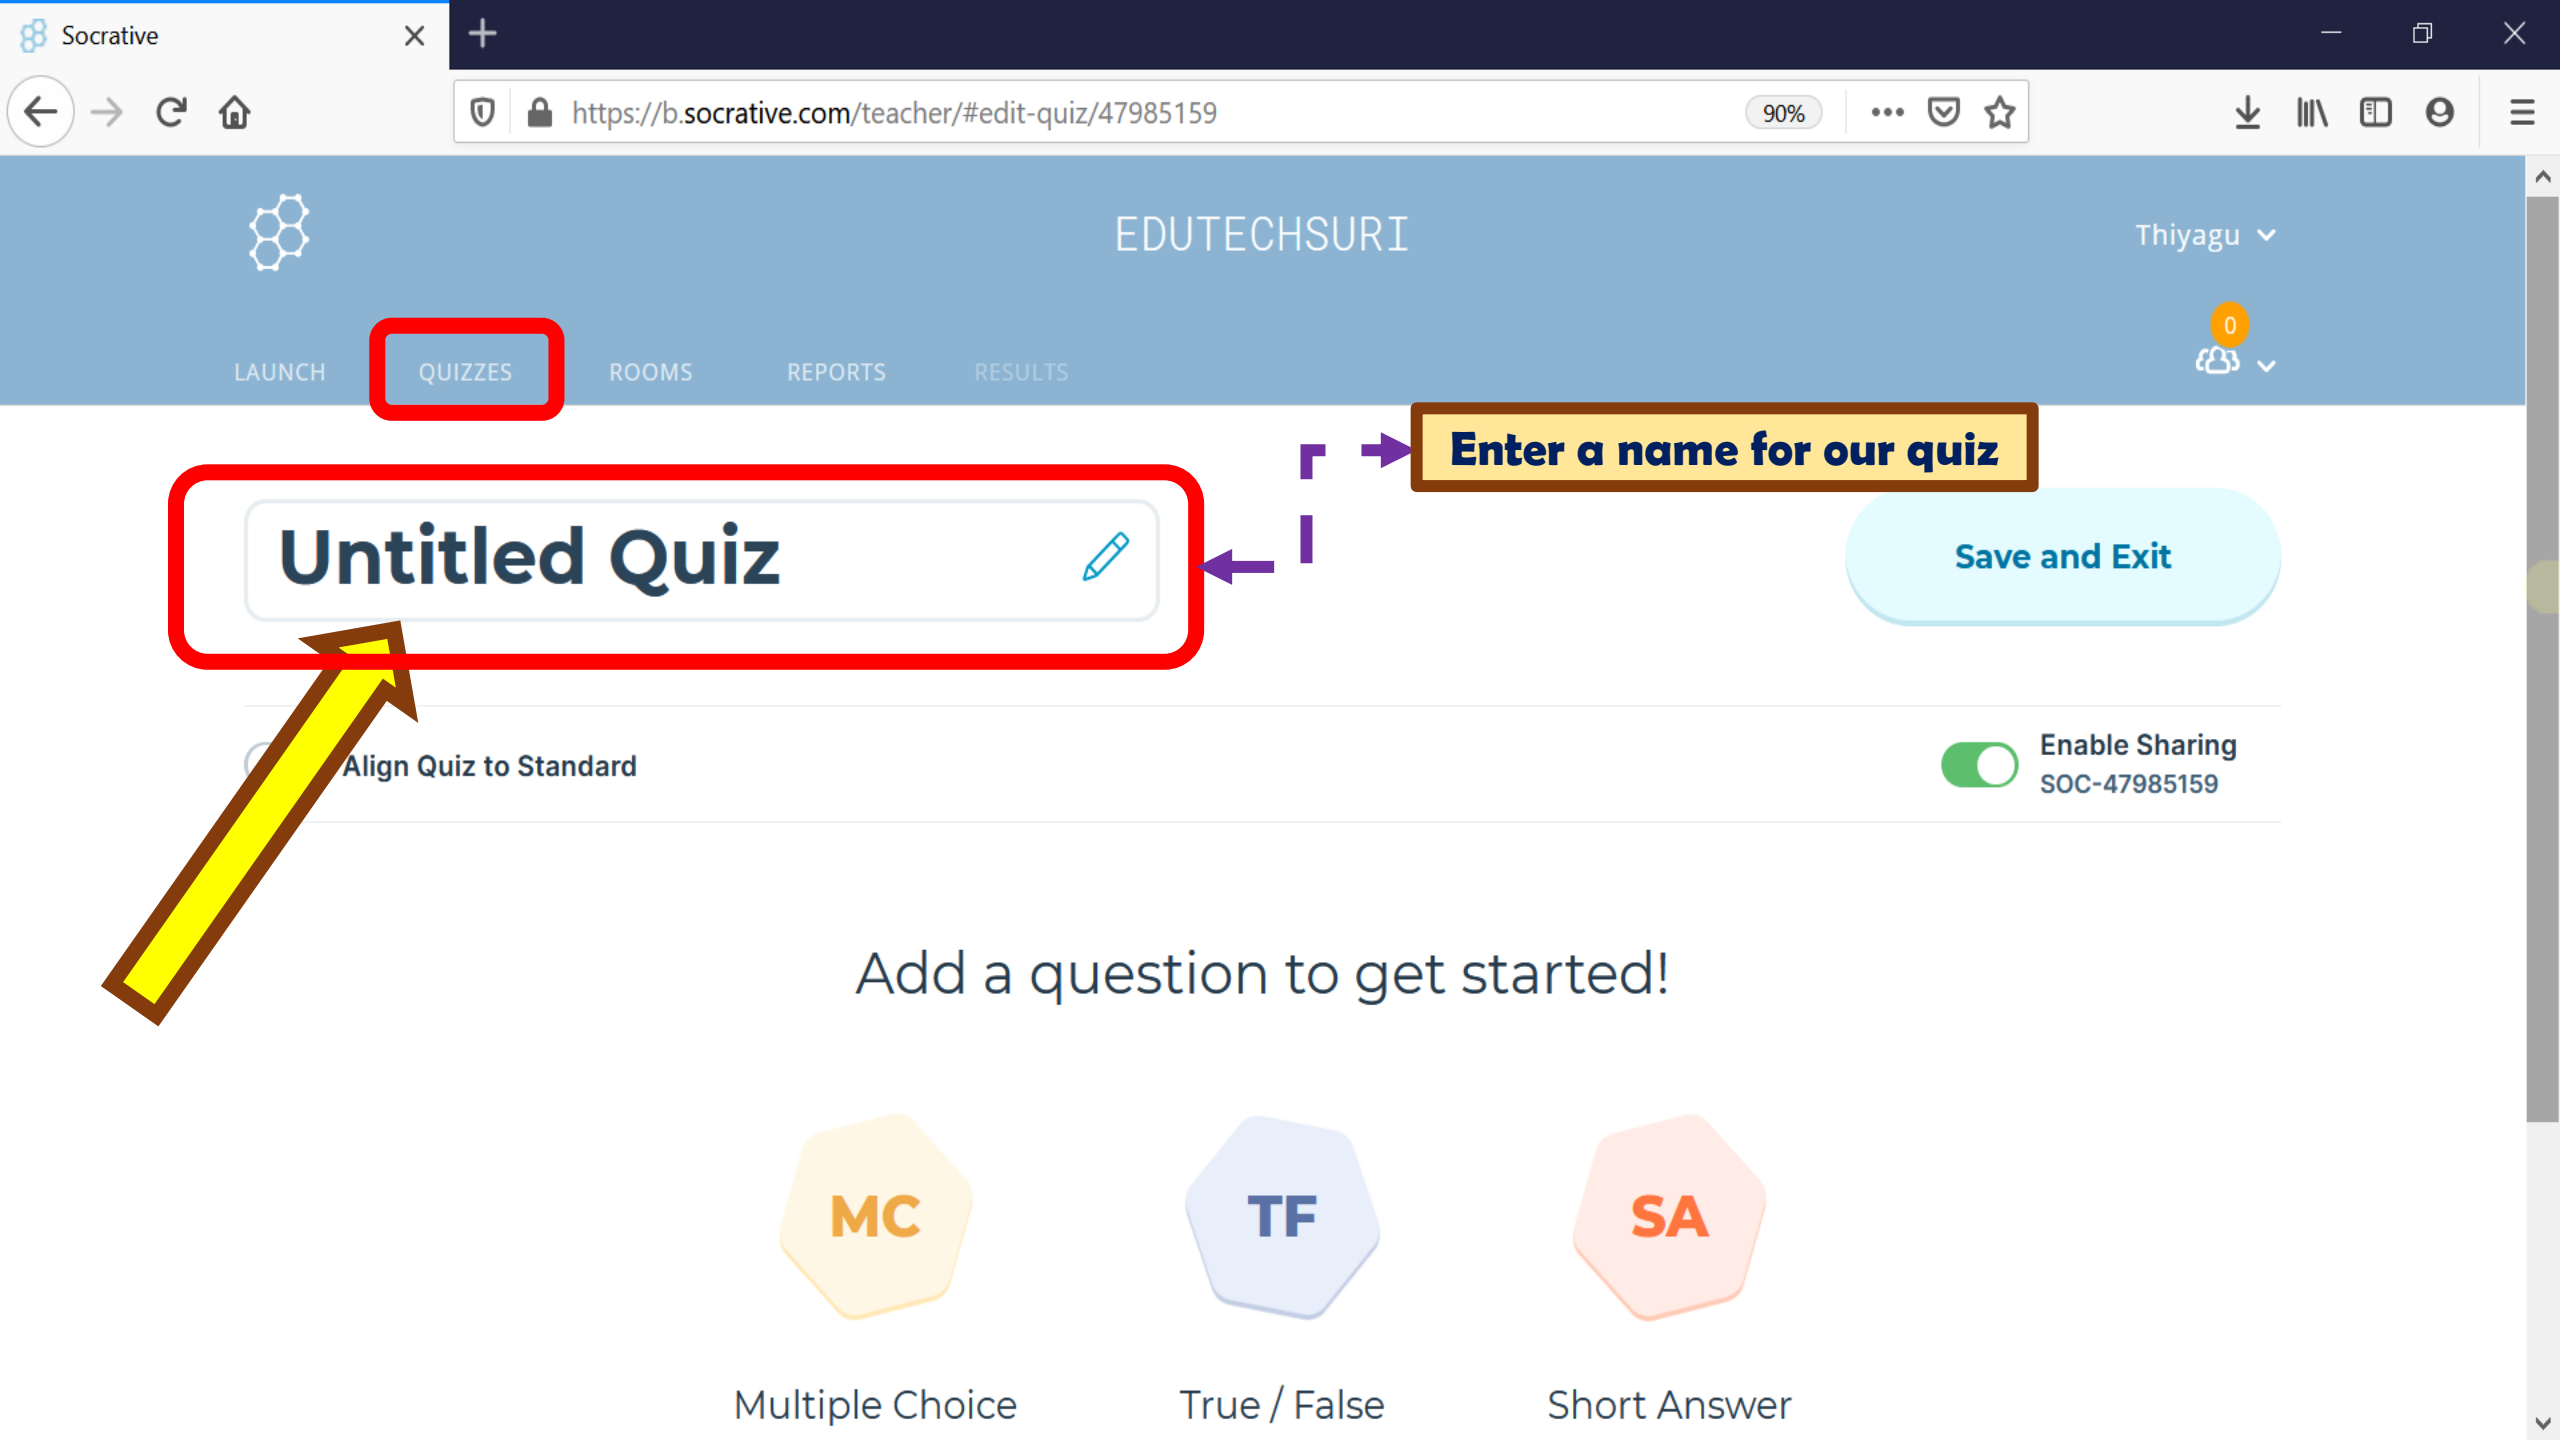 Socrative
https://b.socrative.com/teacher/#edit-quiz/47985159
90%
EDUTECHSURI
Thiyagu
0
LAUNCH QUIZZES ROOMS REPORTS RESULTS
Enter a name for our quiz
Untitled Quiz
Save and Exit
Align Quiz to Standard
Enable Sharing
SOC-47985159
Add a question to get started!
MC TF SA
Multiple Choice True / False Short Answer